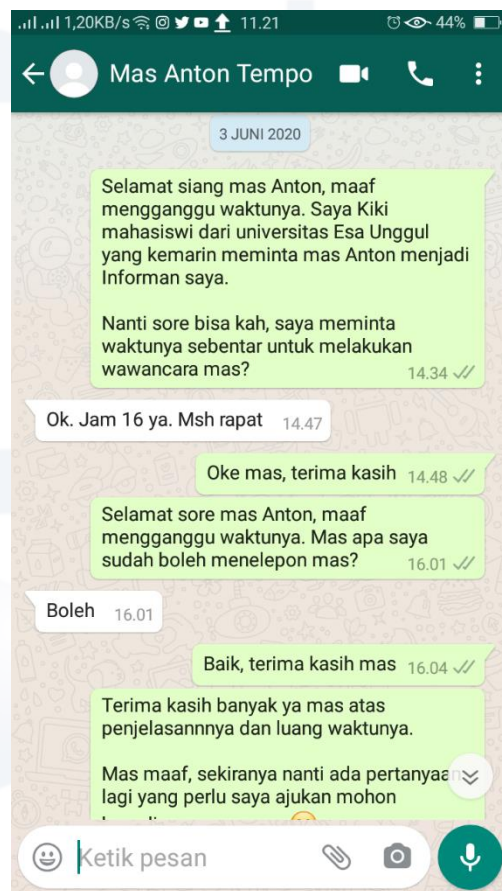 1,20KB/s 11.21 44%
Mas Anton Tempo
3 JUNI 2020
Selamat siang mas Anton, maaf
mengganggu waktunya. Saya Kiki
mahasiswi dari universitas Esa Unggul
yang kemarin meminta mas Anton menjadi
Informan saya.
Nanti sore bisa kah, saya meminta
waktunya sebentar untuk melakukan
wawancara mas? 14.34
Ok. Jam 16 ya. Msh rapat 14.47
Oke mas, terima kasih 14.48
Selamat sore mas Anton, maaf
mengganggu waktunya. Mas apa saya
sudah boleh menelepon mas? 16.01
Boleh 16.01
Baik, terima kasih mas 16.04
Terima kasih banyak ya mas atas
penjelasannnya dan luang waktunya.
Mas maaf, sekiranya nanti ada pertanyaan
lagi yang perlu saya ajukan mohon
Ketik pesan